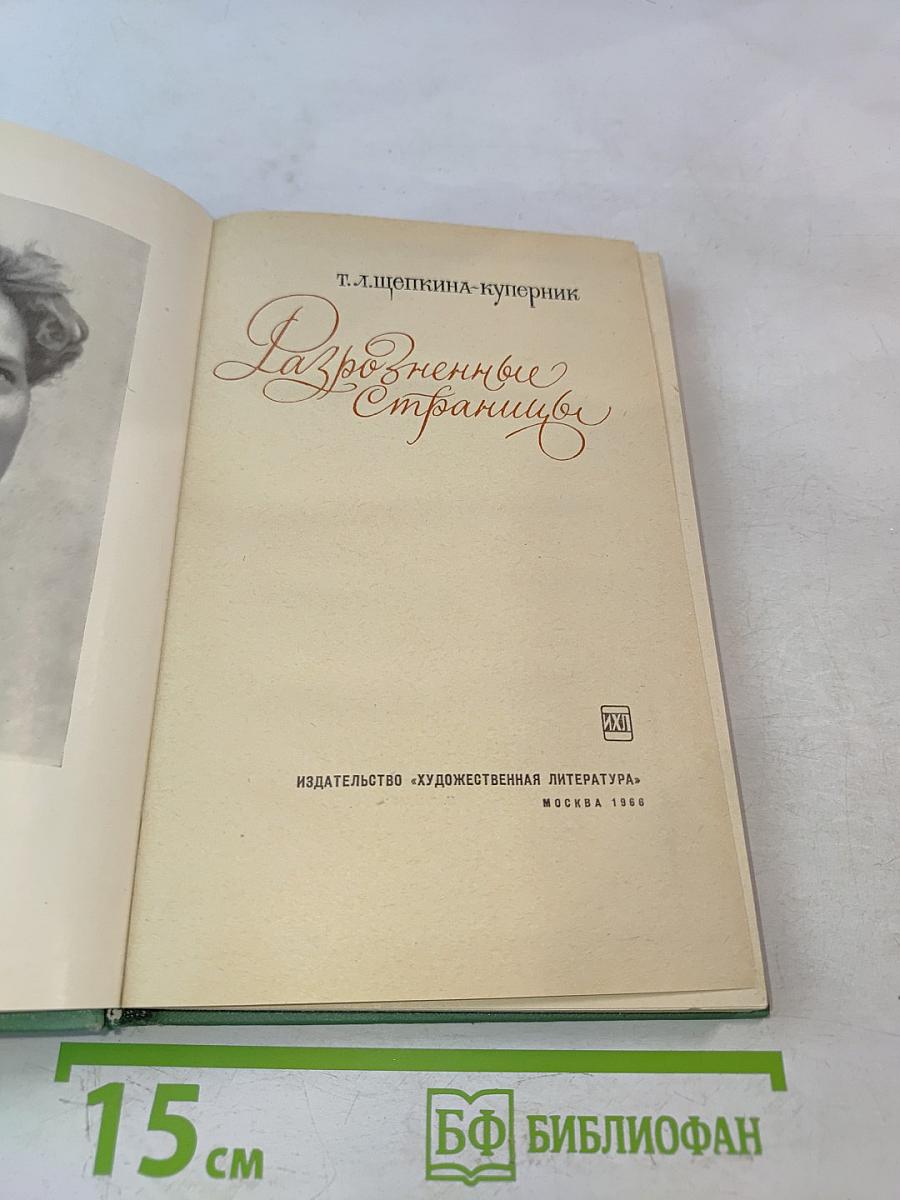 Т. Л. ЩЕПКИНА-КУПЕРНИК
Разрозненные
страницы
ИХЛ
ИЗДАТЕЛЬСТВО «ХУДОЖЕСТВЕННАЯ ЛИТЕРАТУРА»
МОСКВА 1966
15 см
БФ БИБЛИОФАН